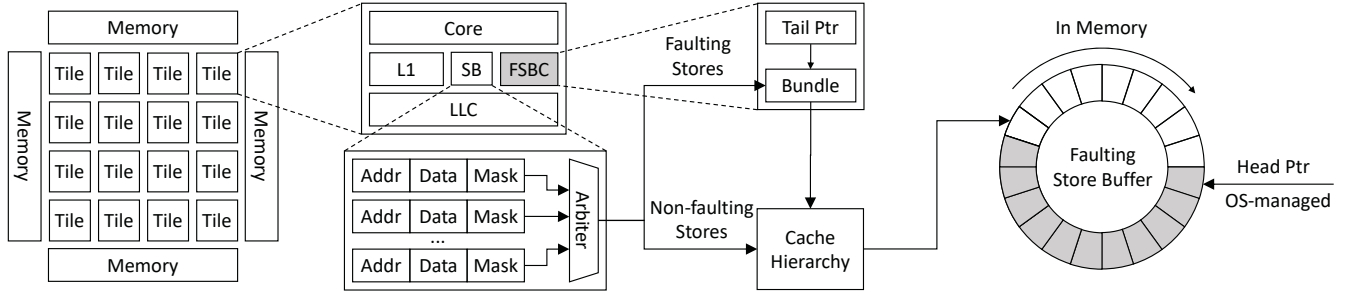 Memory
Memory
Tile Tile Tile Tile
Tile Tile Tile Tile
Tile Tile Tile Tile
Tile Tile Tile Tile
Memory
Memory
Core
L1 SB FSBC
LLC
Addr Data Mask
Addr Data Mask
...
Addr Data Mask
Arbiter
Faulting
Stores
Non-faulting
Stores
Tail Ptr
Bundle
Cache
Hierarchy
In Memory
Faulting
Store Buffer
Head Ptr
OS-managed